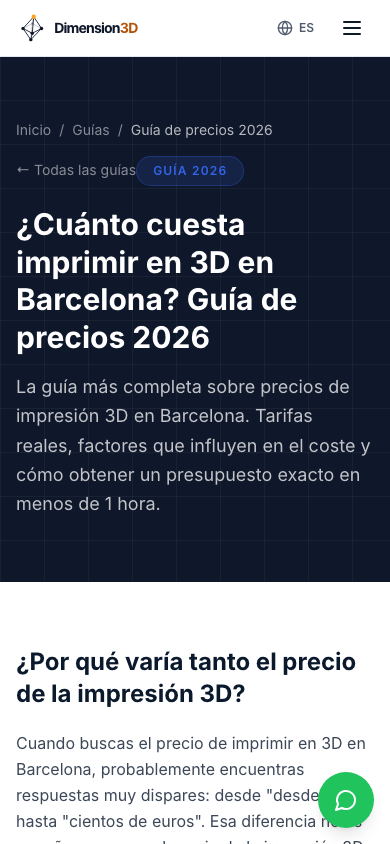 Dimension3D
ES
Inicio / Guías / Guía de precios 2026
← Todas las guías
GUÍA 2026
¿Cuánto cuesta
imprimir en 3D en
Barcelona? Guía de
precios 2026
La guía más completa sobre precios de
impresión 3D en Barcelona. Tarifas
reales, factores que influyen en el coste y
cómo obtener un presupuesto exacto en
menos de 1 hora.
¿Por qué varía tanto el precio
de la impresión 3D?
Cuando buscas el precio de imprimir en 3D en
Barcelona, probablemente encuentras
respuestas muy dispares: desde "desde
hasta "cientos de euros". Esa diferencia